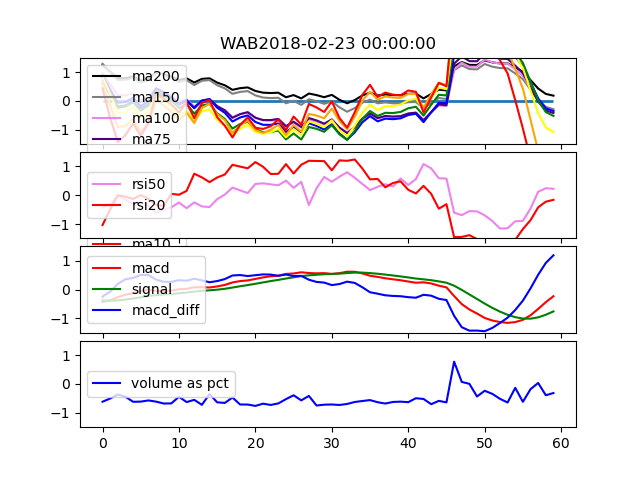 WAB2018-02-23 00:00:00
1
0
−1
ma200
ma150
ma100
ma75
1
0
−1
rsi50
rsi20
ma10
1
0
−1
macd
signal
macd_diff
1
0
−1
volume as pct
0 10 20 30 40 50 60